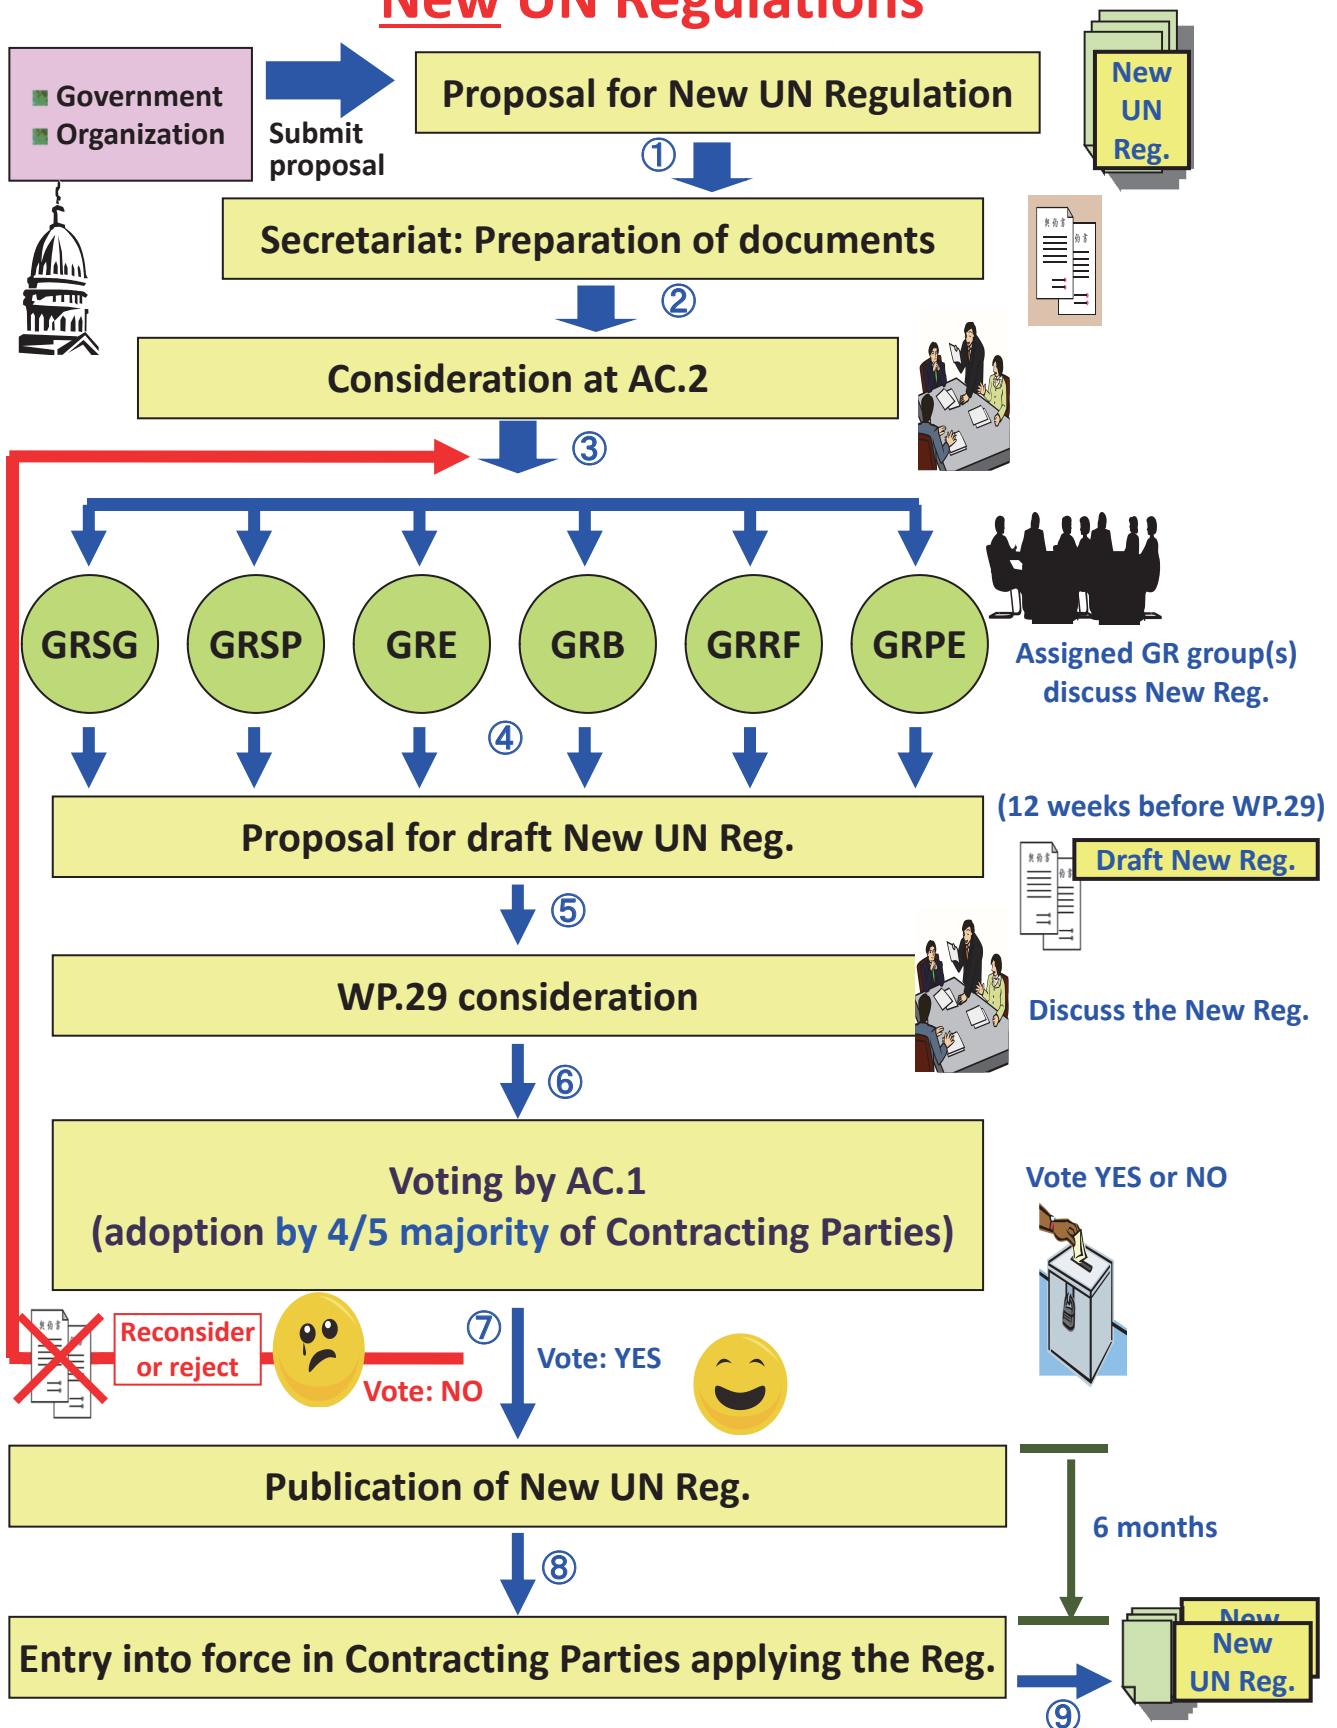 New UN Regulations
Government
Organization
Submit
proposal
Proposal for New UN Regulation
New
UN
Reg.
①
Secretariat: Preparation of documents
②
Consideration at AC.2
③
GRSG
GRSP
GRE
GRB
GRRF
GRPE
Assigned GR group(s)
discuss New Reg.
④
Proposal for draft New UN Reg.
(12 weeks before WP.29)
Draft New Reg.
⑤
WP.29 consideration
Discuss the New Reg.
⑥
Voting by AC.1
(adoption by 4/5 majority of Contracting Parties)
Vote YES or NO
Reconsider
or reject
Vote: NO
⑦
Vote: YES
Publication of New UN Reg.
6 months
⑧
Entry into force in Contracting Parties applying the Reg.
⑨
New
New
UN Reg.